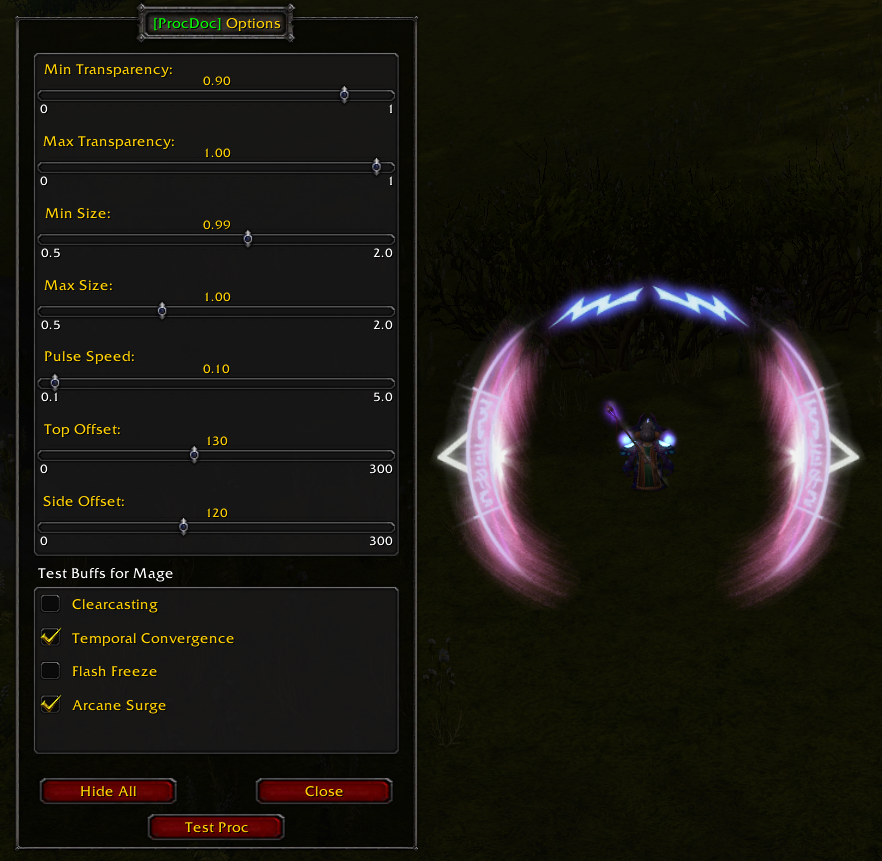 [ProcDoc] Options
Min Transparency:
0.90
0 1
Max Transparency:
1.00
0 1
Min Size:
0.99
0.5 2.0
Max Size:
1.00
0.5 2.0
Pulse Speed:
0.10
0.1 5.0
Top Offset:
130
0 300
Side Offset:
120
0 300
Test Buffs for Mage
Clearcasting
Temporal Convergence
Flash Freeze
Arcane Surge
Hide All Close
Test Proc